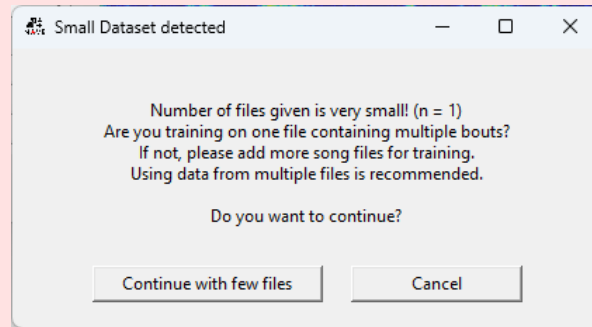 Small Dataset detected
Number of files given is very small! (n = 1)
Are you training on one file containing multiple bouts?
If not, please add more song files for training.
Using data from multiple files is recommended.
Do you want to continue?
Continue with few files
Cancel